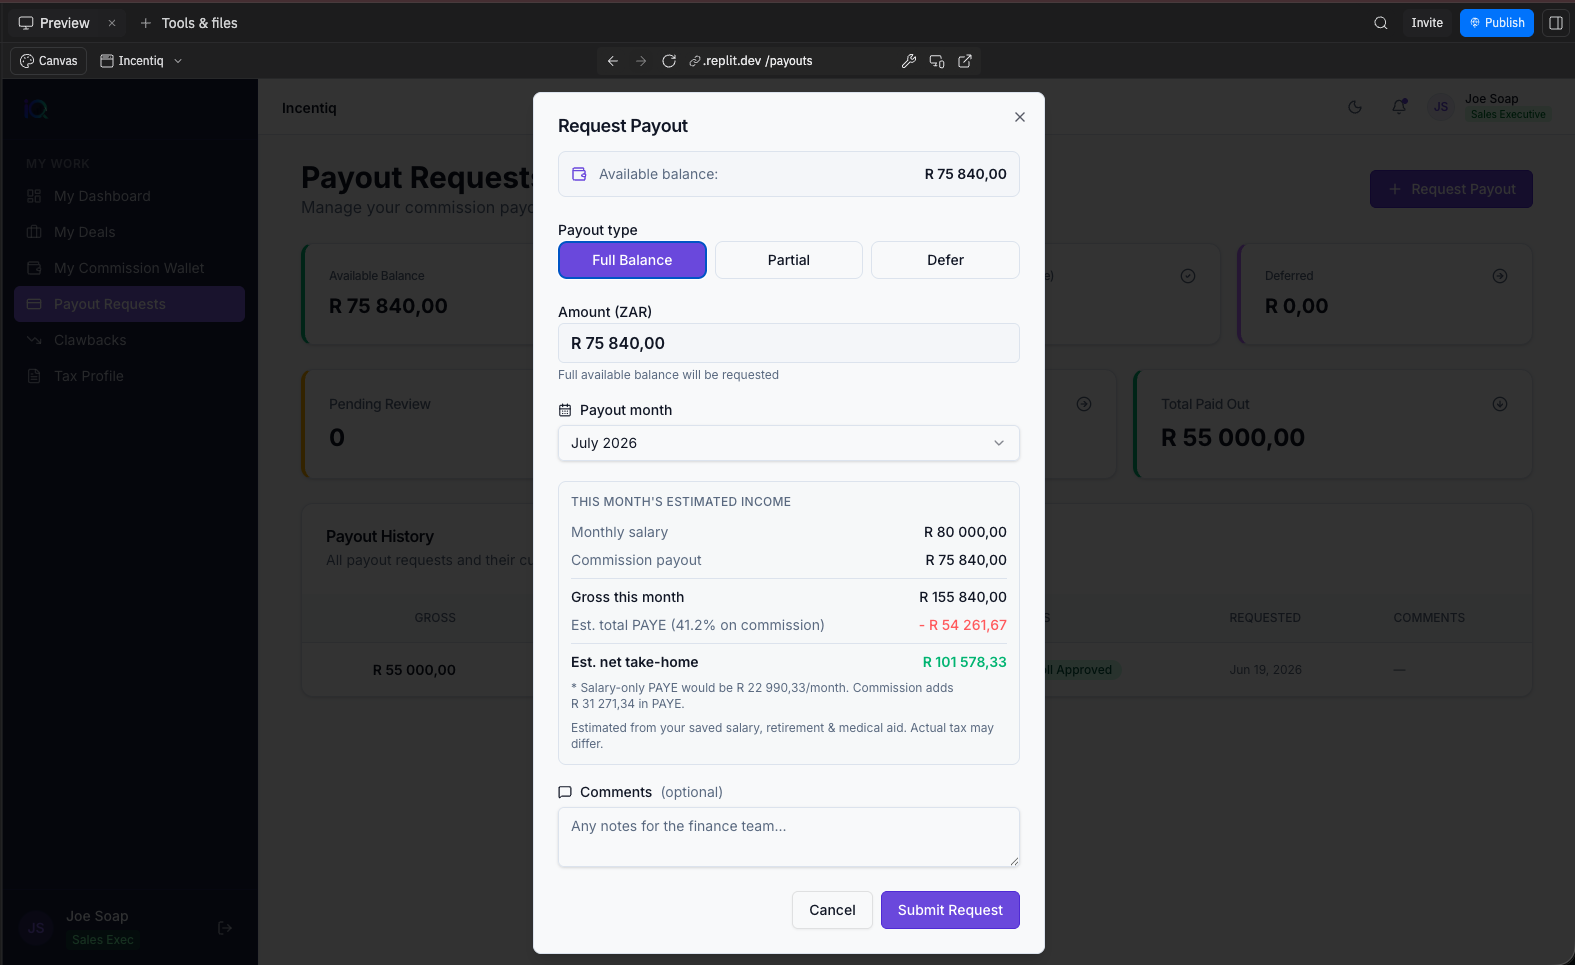 Preview
Tools & files
Invite
Publish
Canvas
Incentiq
.replit.dev /payouts
iQ
Incentiq
JS
Joe Soap
Sales Executive
MY WORK
My Dashboard
My Deals
My Commission Wallet
Payout Requests
Clawbacks
Tax Profile
JS
Joe Soap
Sales Exec
Payout Requests
Manage your commission
Request Payout
Available Balance
R 75 840,00
Deferred
R 0,00
Pending Review
0
Total Paid Out
R 55 000,00
Payout History
All payout requests and their
GROSS
REQUESTED
COMMENTS
R 55 000,00
Approved
Jun 19, 2026
—
Request Payout
Available balance:
R 75 840,00
Payout type
Full Balance
Partial
Defer
Amount (ZAR)
R 75 840,00
Full available balance will be requested
Payout month
July 2026
THIS MONTH'S ESTIMATED INCOME
Monthly salary
R 80 000,00
Commission payout
R 75 840,00
Gross this month
R 155 840,00
Est. total PAYE (41.2% on commission)
- R 54 261,67
Est. net take-home
R 101 578,33
* Salary-only PAYE would be R 22 990,33/month. Commission adds
R 31 271,34 in PAYE.
Estimated from your saved salary, retirement & medical aid. Actual tax may
differ.
Comments (optional)
Any notes for the finance team...
Cancel
Submit Request